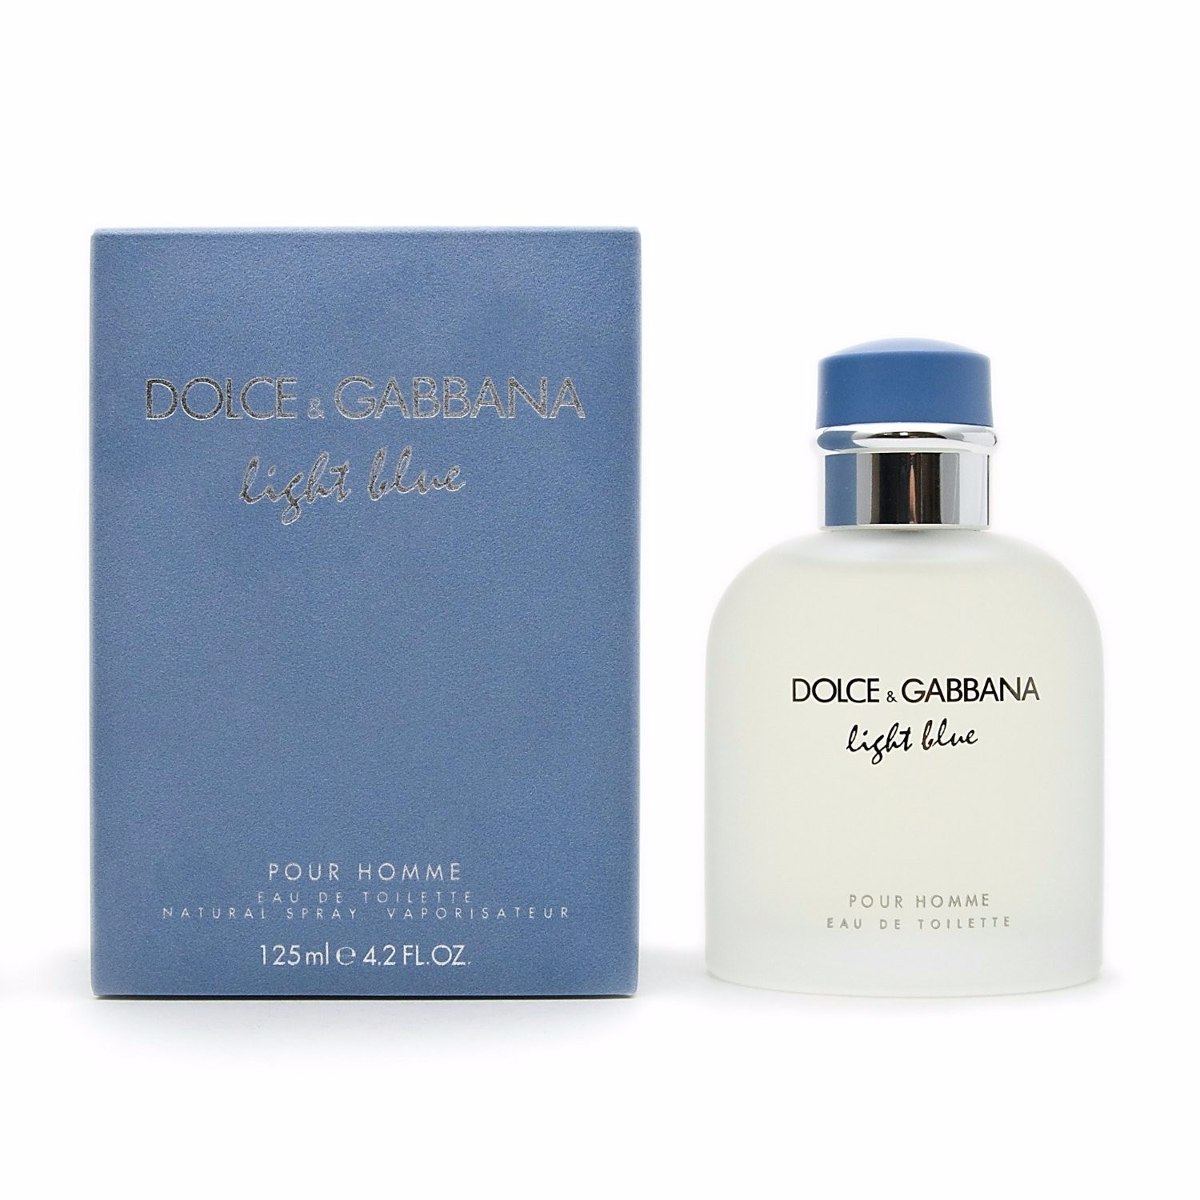 DOLCE & GABBANA
light blue
POUR HOMME
EAU DE TOILETTE
NATURAL SPRAY VAPORISATEUR
125ml e 4.2 FL.OZ.
DOLCE & GABBANA
light blue
POUR HOMME
EAU DE TOILETTE